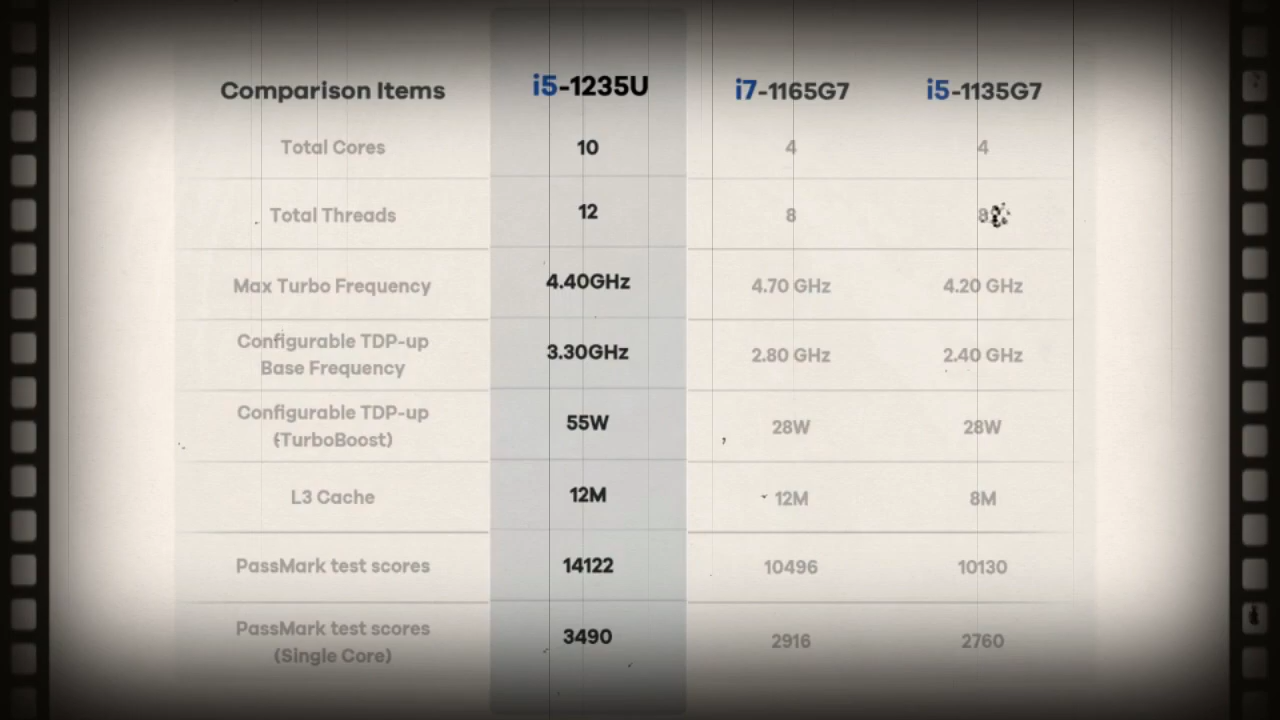 Comparison Items i5-1235U i7-1165G7 i5-1135G7
Total Cores 10 4 4
Total Threads 12 8 8
Max Turbo Frequency 4.40GHz 4.70 GHz 4.20 GHz
Configurable TDP-up
Base Frequency 3.30GHz 2.80 GHz 2.40 GHz
Configurable TDP-up
(TurboBoost) 55W 28W 28W
L3 Cache 12M 12M 8M
PassMark test scores 14122 10496 10130
PassMark test scores
(Single Core) 3490 2916 2760